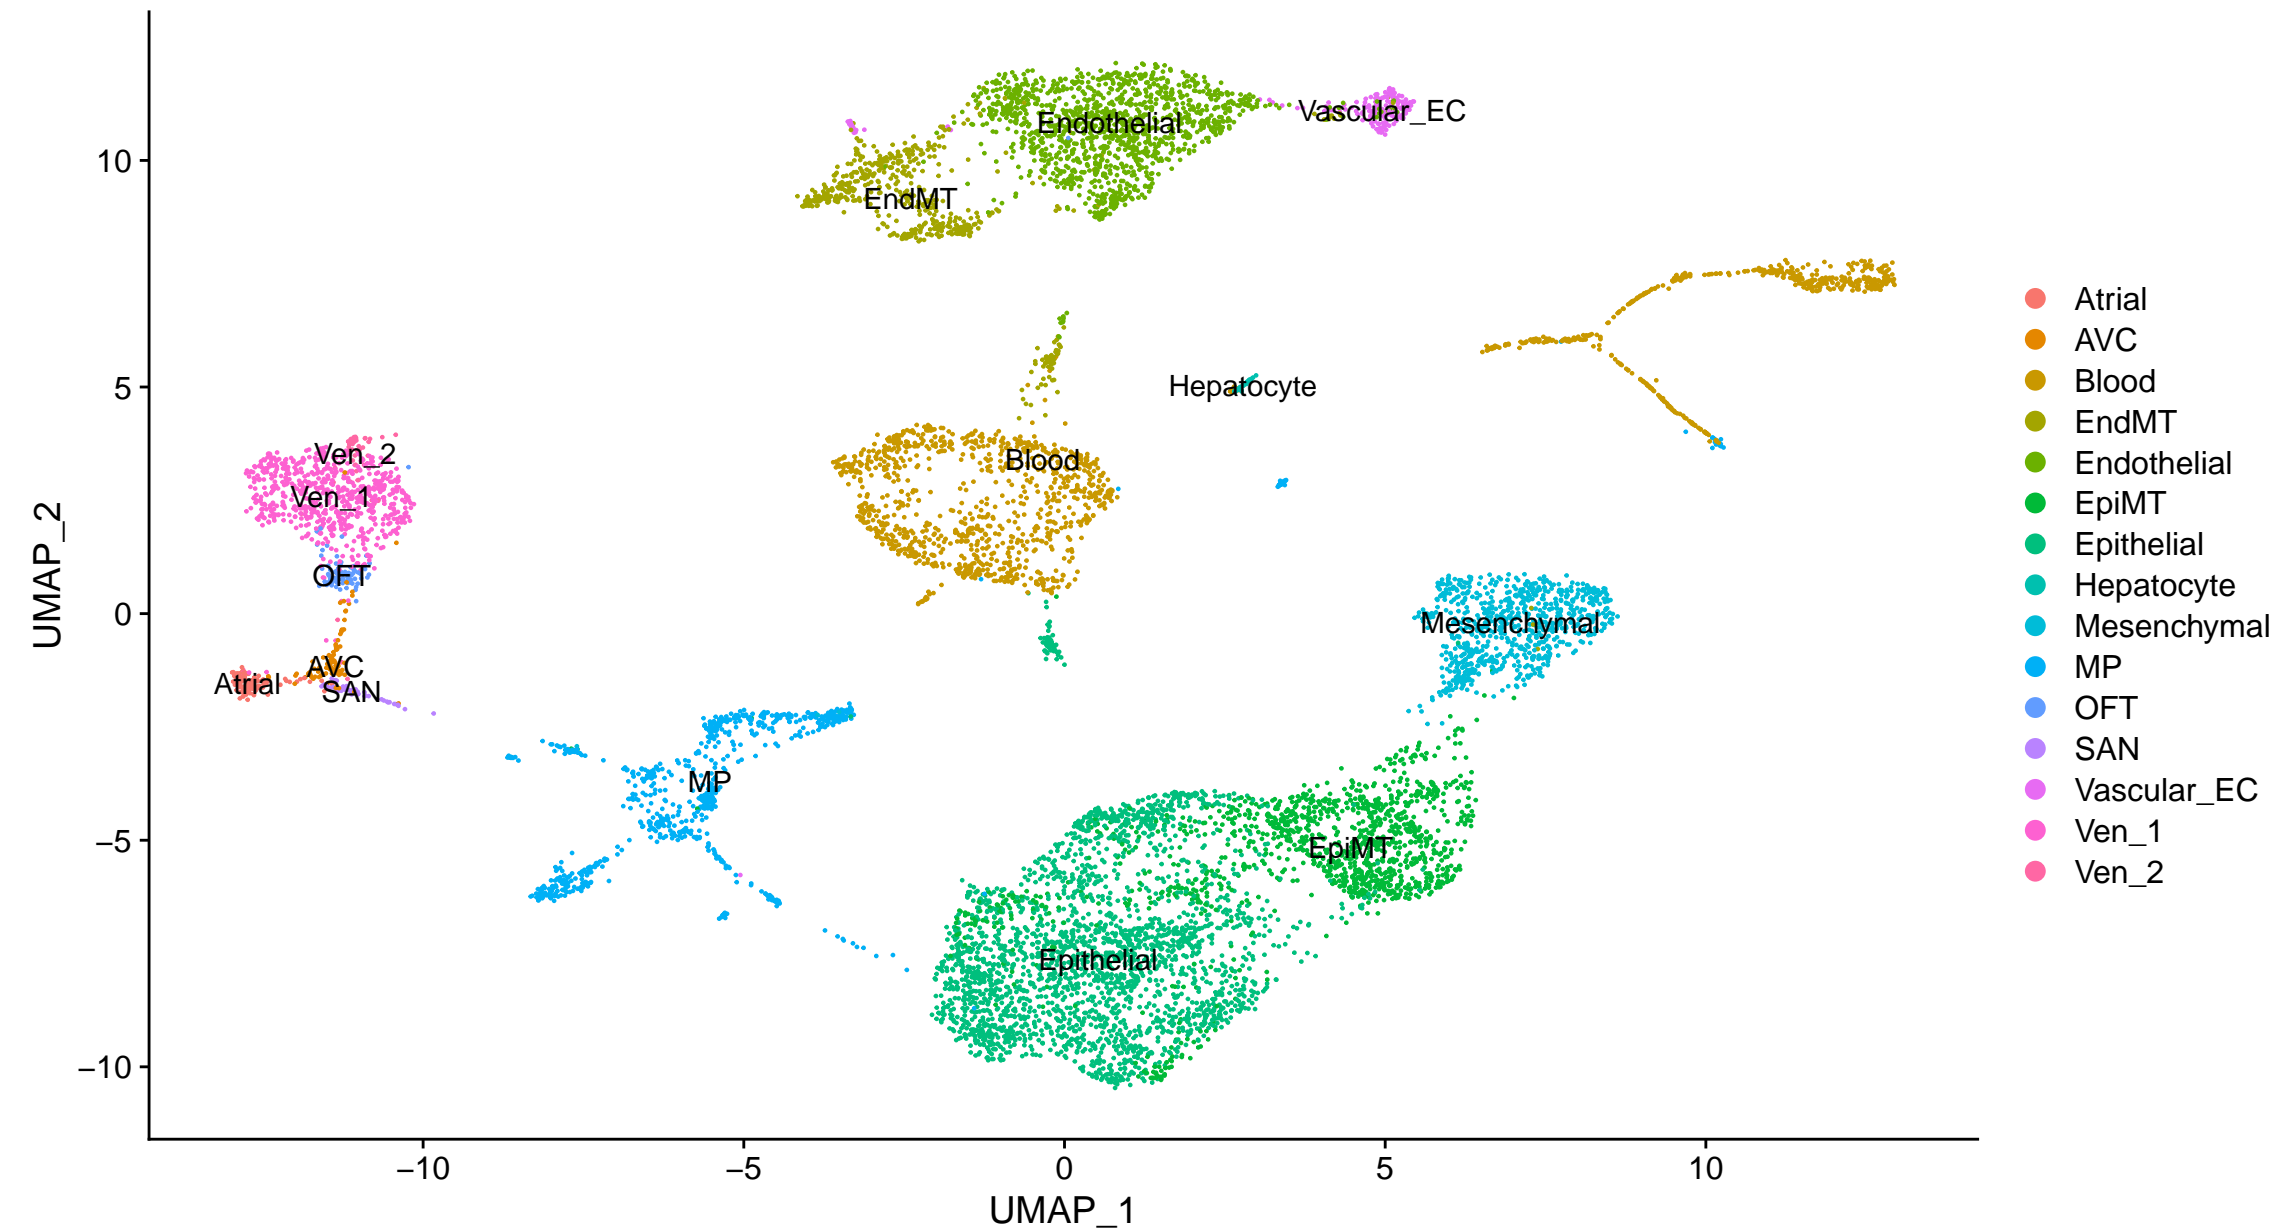 Vascular_EC
Endothelial
EndMT
10
Hepatocyte
5
Ven_2
Blood
Ven_1
OFT
0
Mesenchymal
AVC
Atrial
SAN
MP
EpiMT
−5
Epithelial
−10
UMAP_2
−10
−5
0
5
10
UMAP_1
Atrial
AVC
Blood
EndMT
Endothelial
EpiMT
Epithelial
Hepatocyte
Mesenchymal
MP
OFT
SAN
Vascular_EC
Ven_1
Ven_2